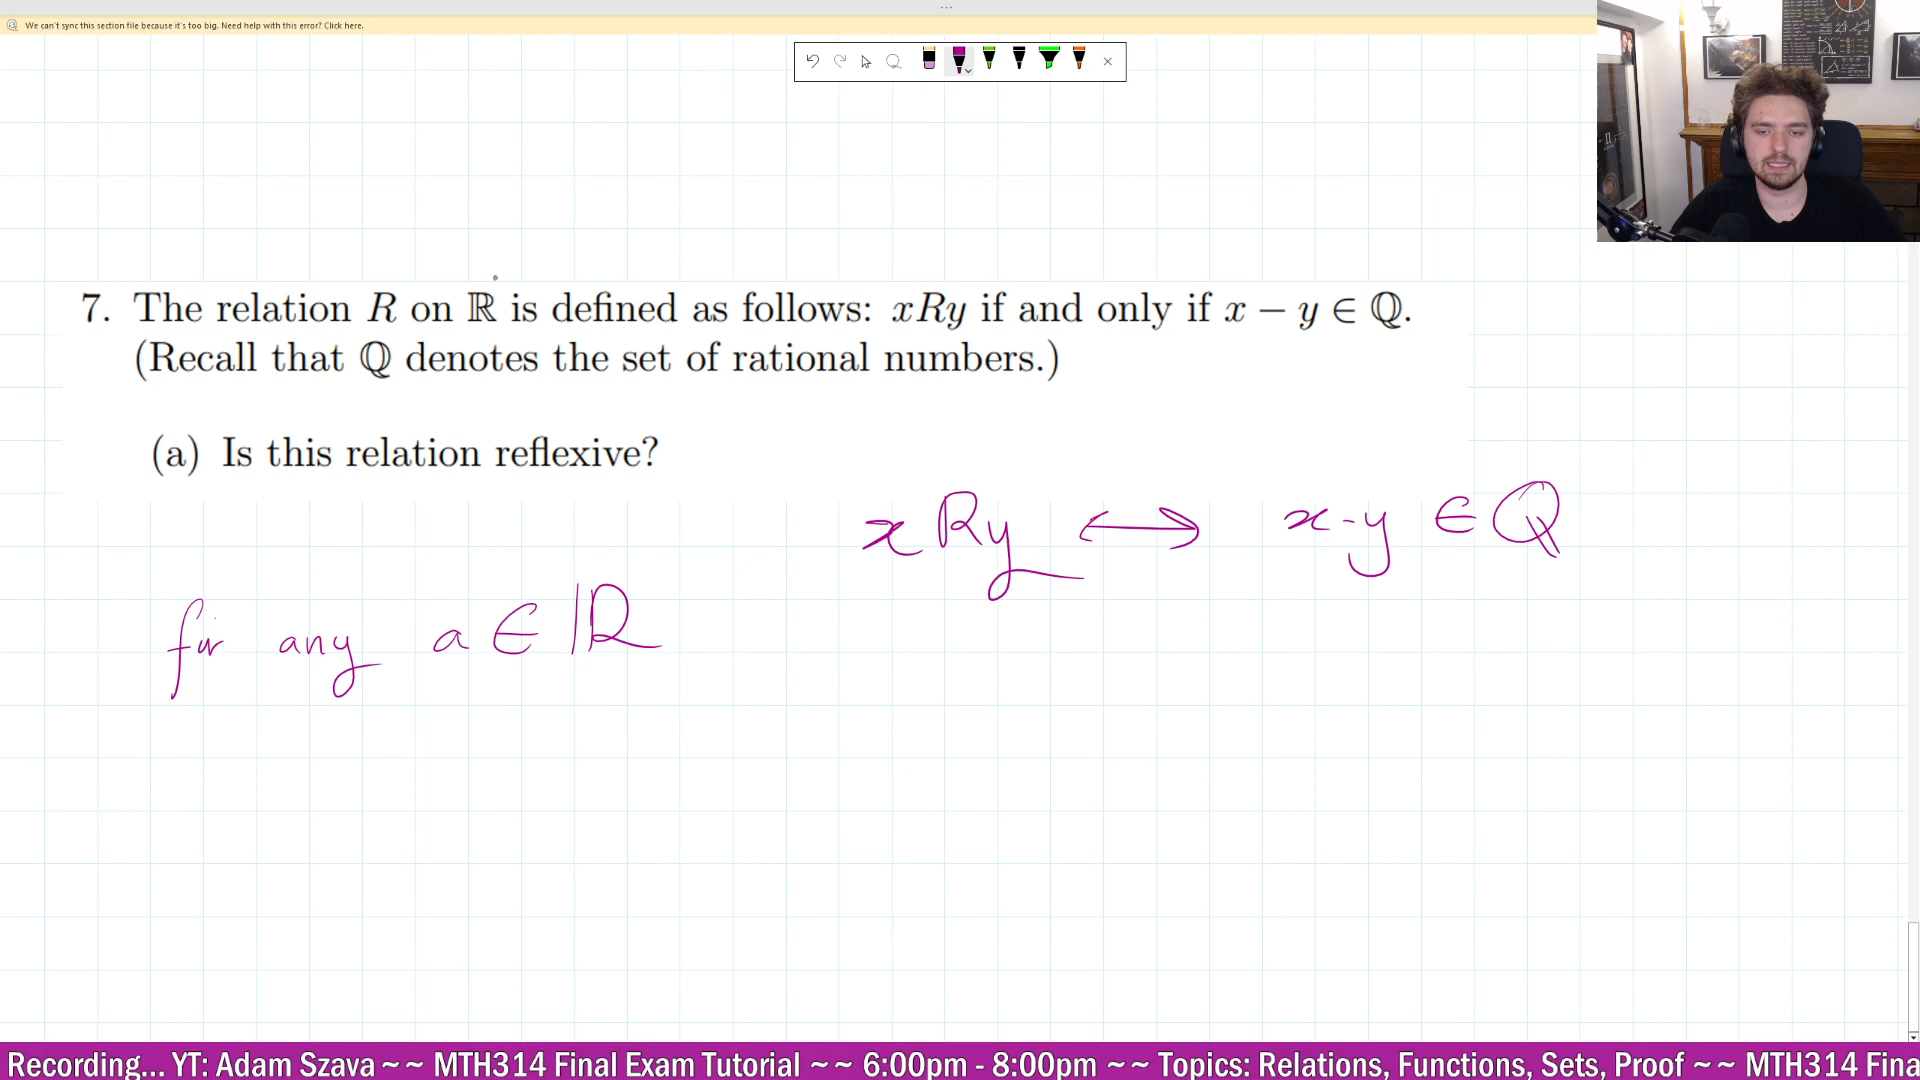 We can't sync this section file because it's too big. Need help with this error? Click here.
7. The relation R on ℝ is defined as follows: xRy if and only if x − y ∈ ℚ.
(Recall that ℚ denotes the set of rational numbers.)
(a) Is this relation reflexive?
x R y ⟷ x - y ∈ ℚ
for any a ∈ ℝ
Recording... YT: Adam Szava ~~ MTH314 Final Exam Tutorial ~~ 6:00pm - 8:00pm ~~ Topics: Relations, Functions, Sets, Proof ~~ MTH314 Fina